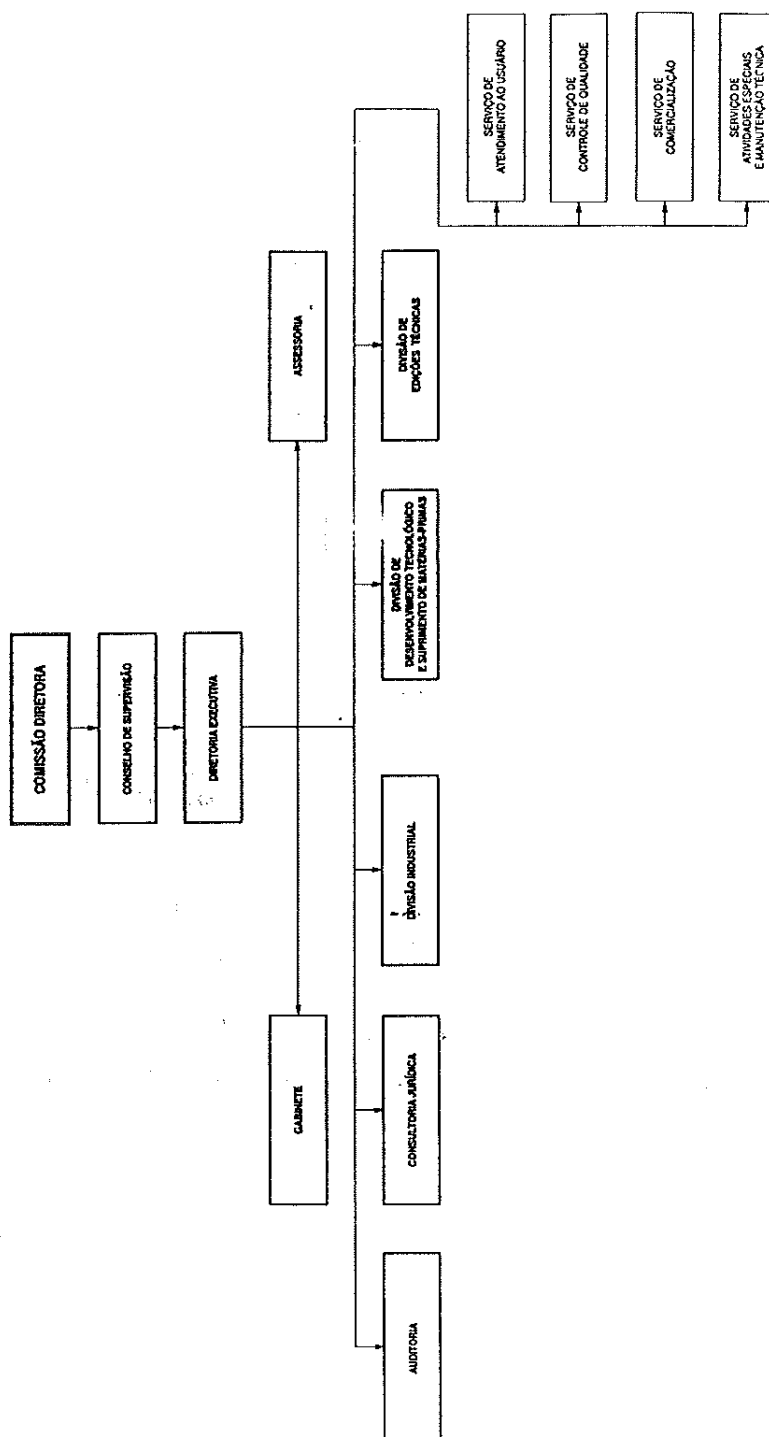 COMISSÃO DIRETORA
CONSELHO DE SUPERVISÃO
DIRETORIA EXECUTIVA
GABINETE
ASSESSORIA
AUDITORIA
CONSULTORIA JURÍDICA
DIVISÃO INDUSTRIAL
DIVISÃO DE
DESENVOLVIMENTO TECNOLÓGICO
E SUPRIMENTO DE MATÉRIAS-PRIMAS
DIVISÃO DE
EDIÇÕES TÉCNICAS
SERVIÇO DE
ATENDIMENTO AO USUÁRIO
SERVIÇO DE
CONTROLE DE QUALIDADE
SERVIÇO DE
COMERCIALIZAÇÃO
SERVIÇO DE
ATIVIDADES ESPECIAIS
E MANUTENÇÃO TÉCNICA